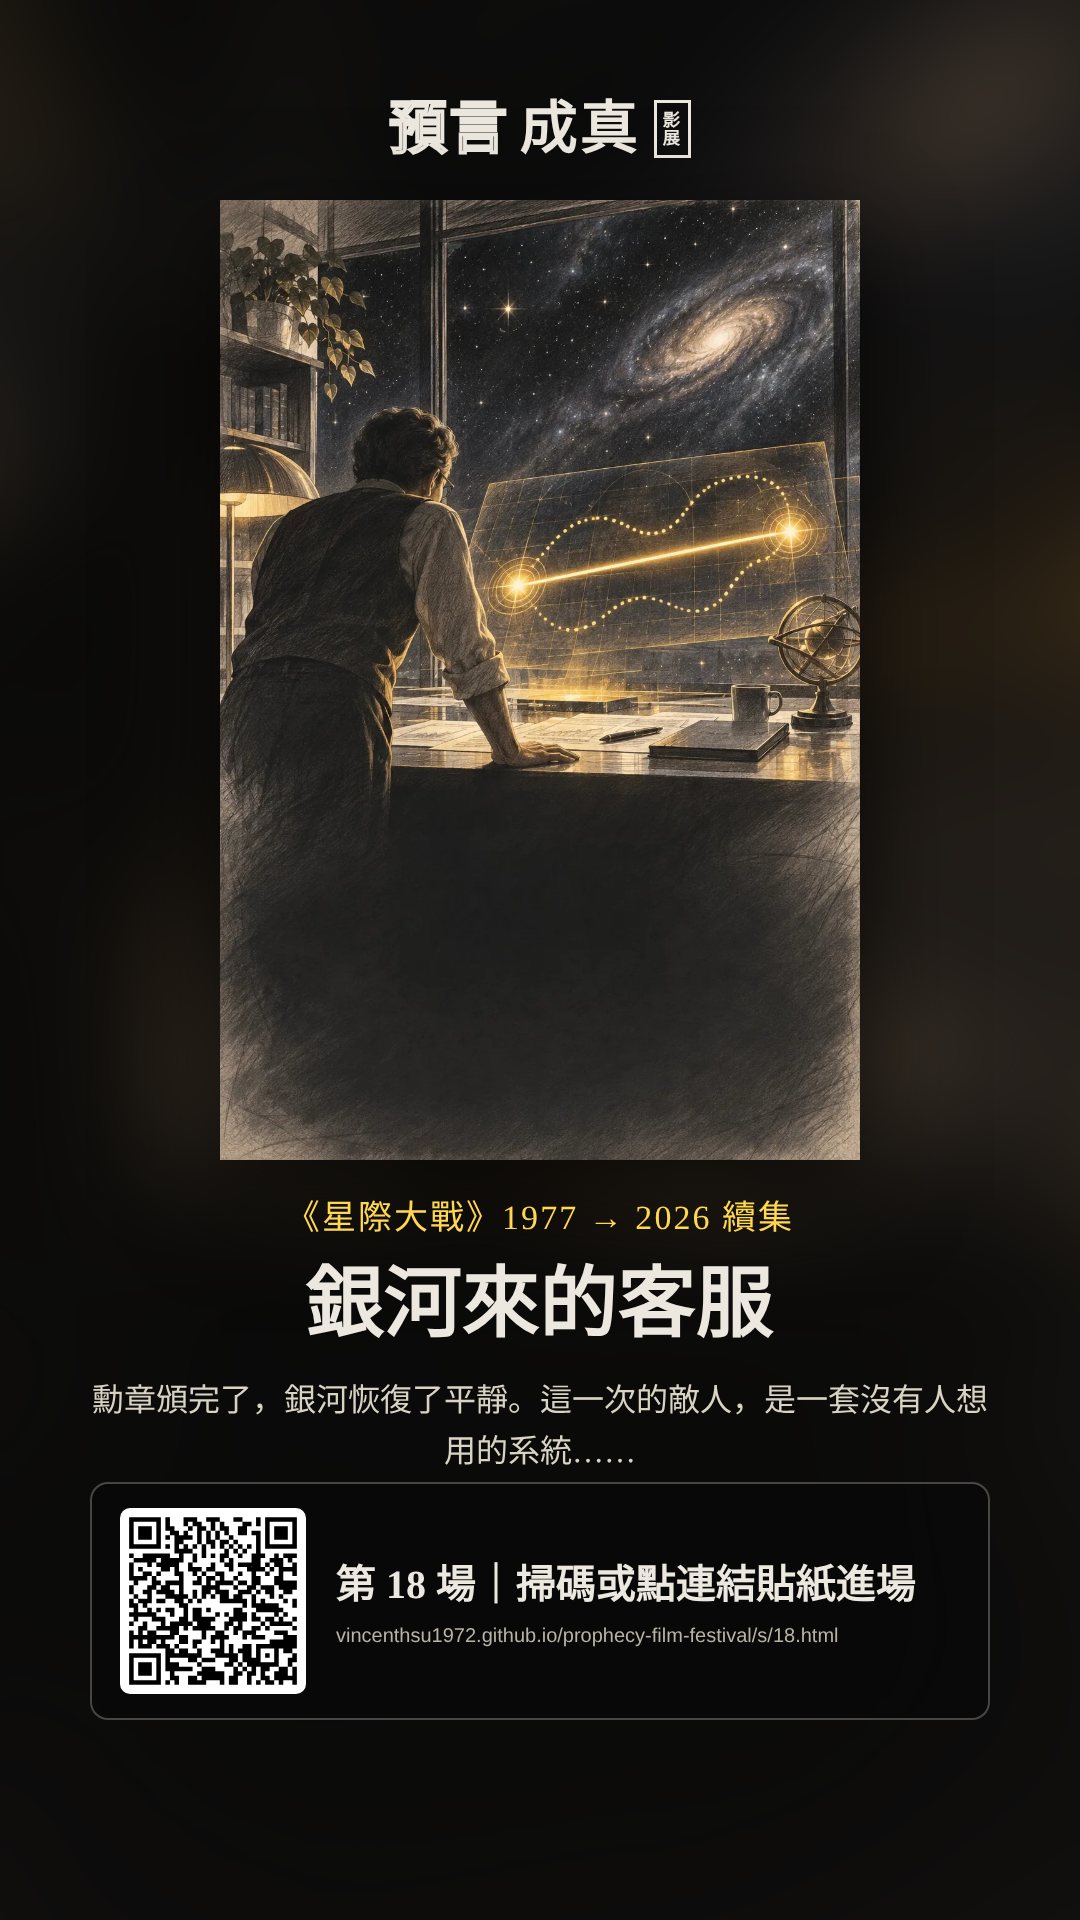 預言成真 影展
《星際大戰》1977 → 2026 續集
銀河來的客服
勳章頒完了，銀河恢復了平靜。這一次的敵人，是一套沒有人想
用的系統……
第 18 場｜掃碼或點連結貼紙進場
vincenthsu1972.github.io/prophecy-film-festival/s/18.html